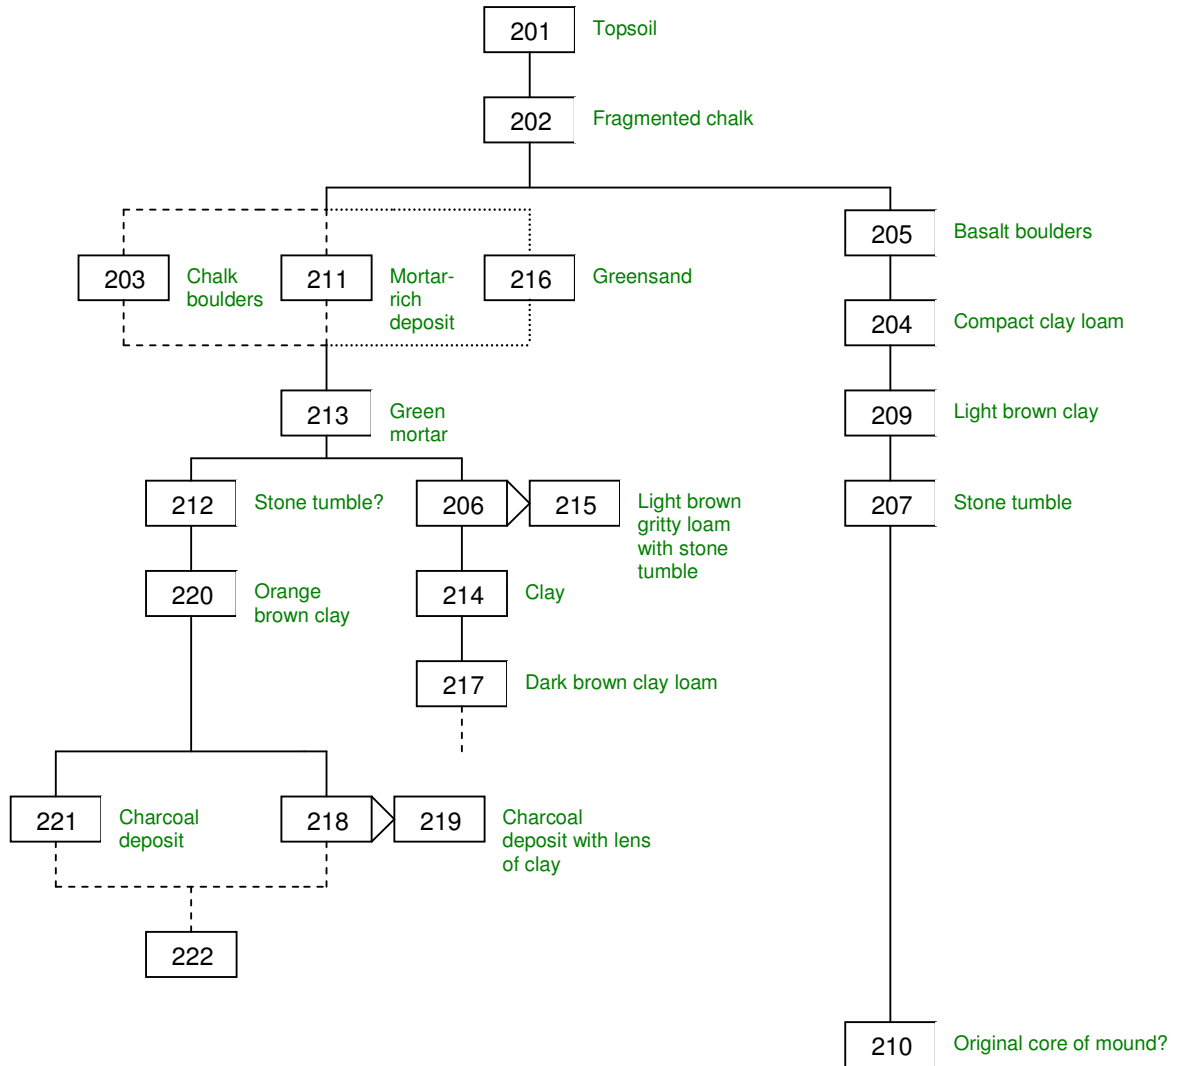 201 Topsoil
202 Fragmented chalk
205 Basalt boulders
203 Chalk
boulders
211 Mortar-
rich
deposit
216 Greensand
204 Compact clay loam
213 Green
mortar
209 Light brown clay
212 Stone tumble?
206
215 Light brown
gritty loam
with stone
tumble
207 Stone tumble
220 Orange
brown clay
214 Clay
217 Dark brown clay loam
221 Charcoal
deposit
218
219 Charcoal
deposit with lens
of clay
222
210 Original core of mound?